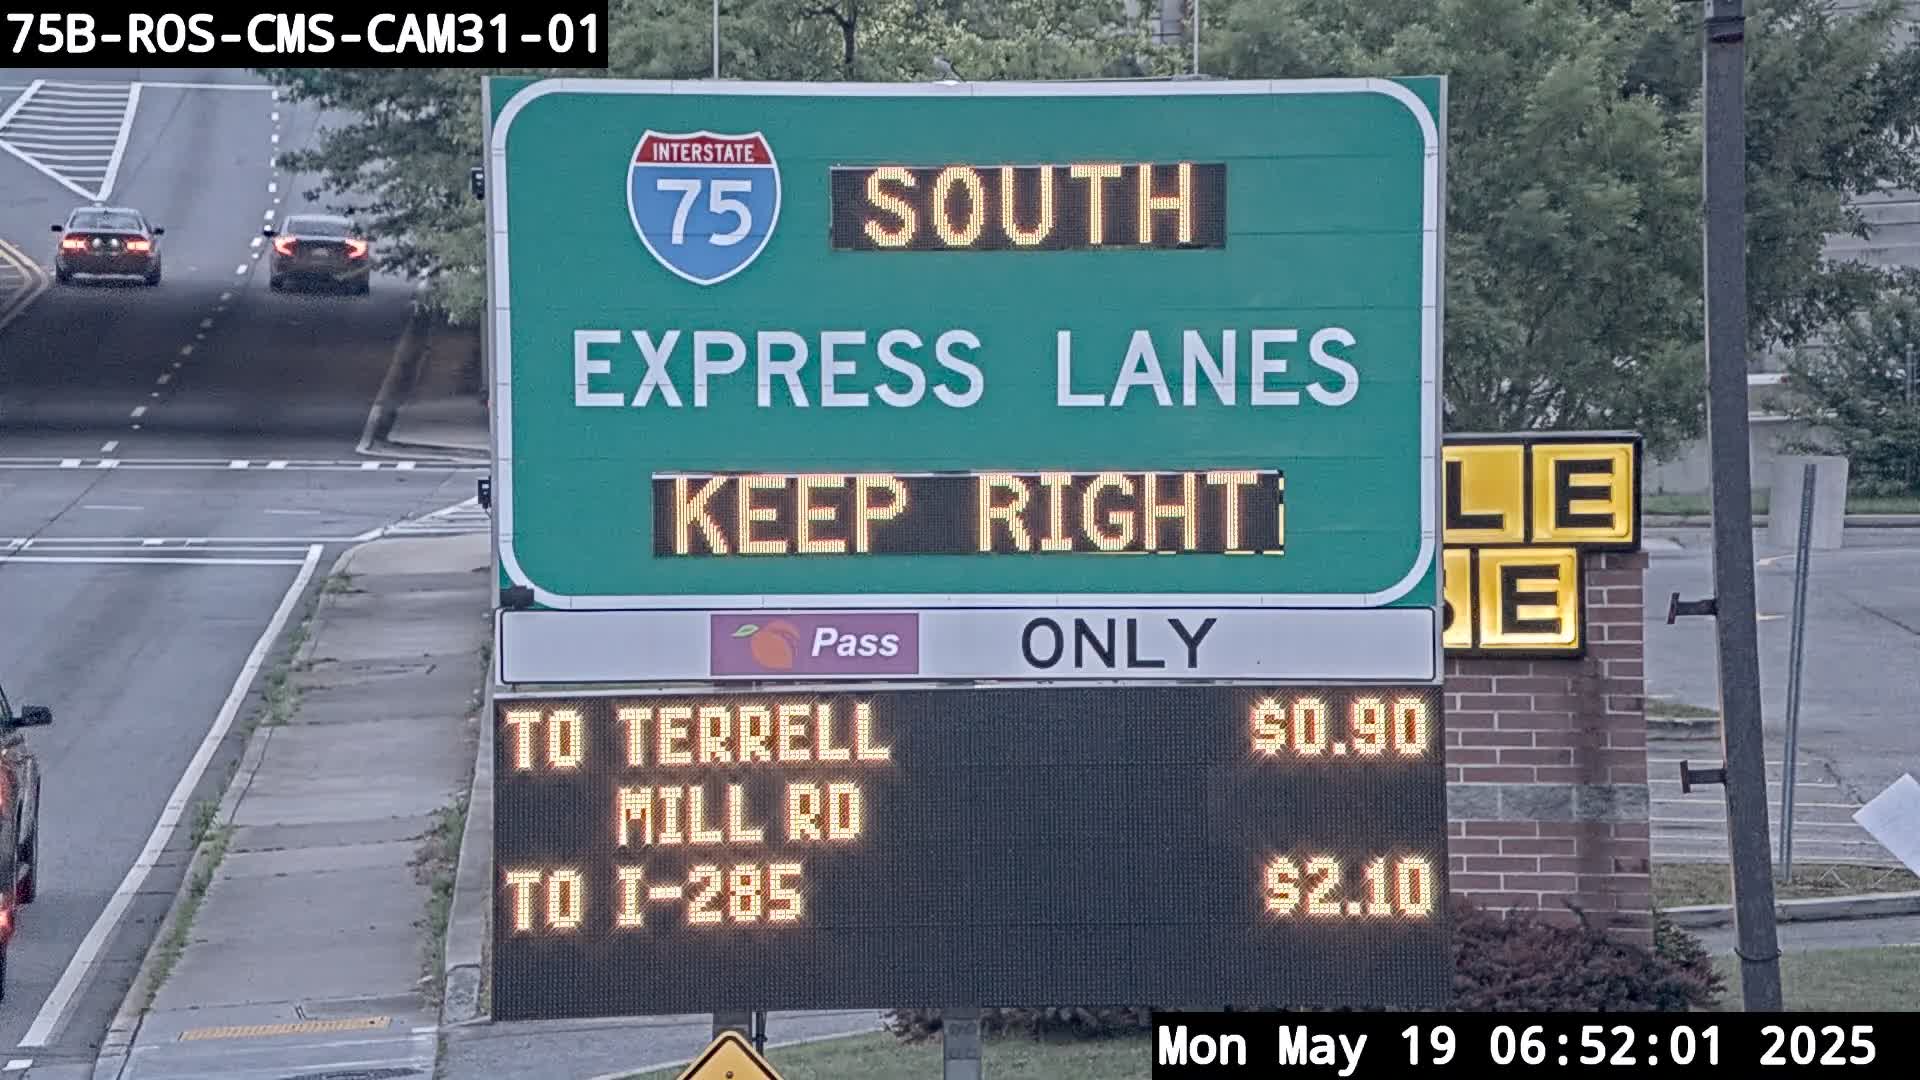 75B-ROS-CMS-CAM31-01
INTERSTATE
75
SOUTH
EXPRESS LANES
KEEP RIGHT
Pass ONLY
TO TERRELL $0.90
MILL RD
TO I-285 $2.10
LE
E
Mon May 19 06:52:01 2025